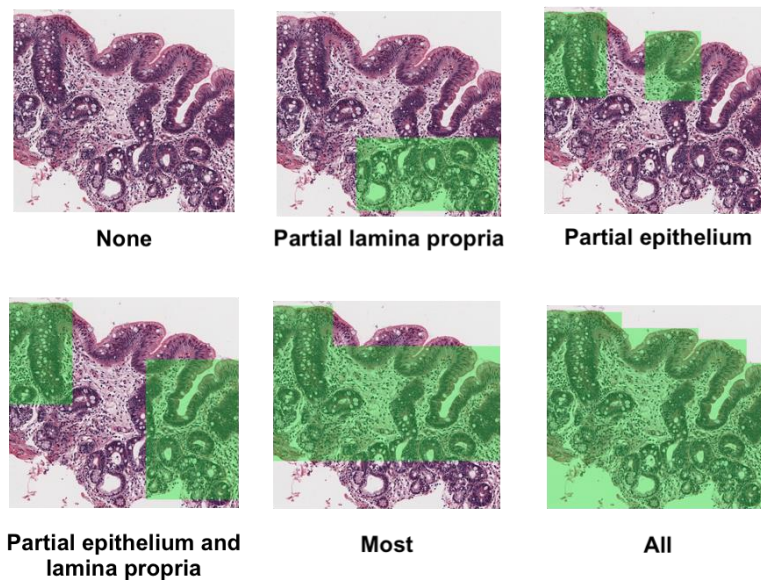 None
Partial lamina propria
Partial epithelium
Partial epithelium and
lamina propria
Most
All